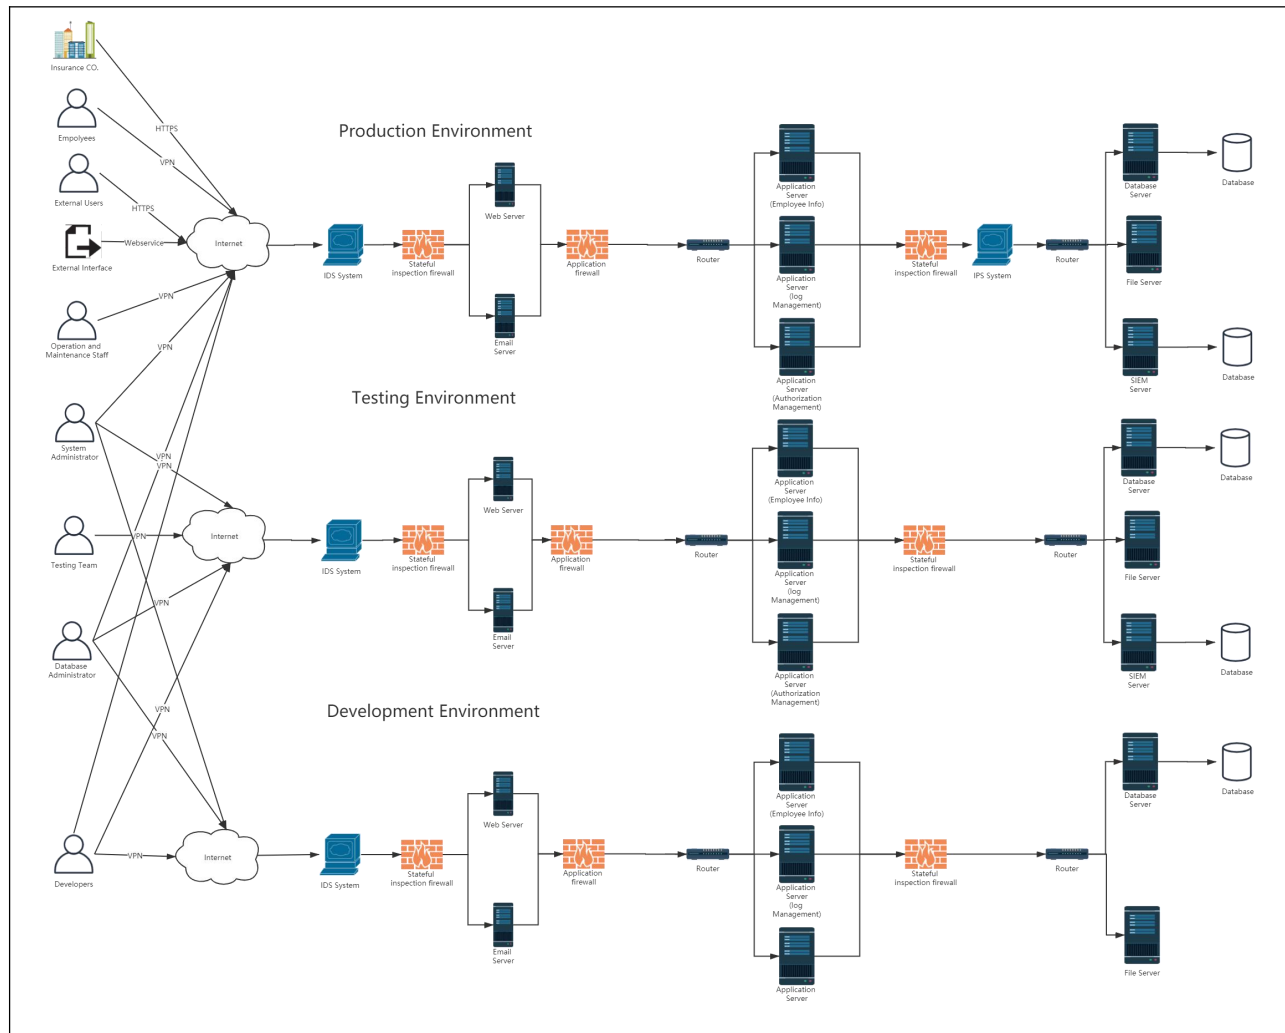 Insurance CO.
HTTPS
Empolyees
VPN
External Users
HTTPS
External Interface
Webservice
Internet
VPN
Operation and
Maintenance Staff
VPN
System
Administrator
VPN
VPN
Testing Team
VPN
Internet
VPN
Database
Administrator
VPN
VPN
Developers
VPN
Internet
Production Environment
IDS System
Stateful
inspection firewall
Web Server
Email
Server
Application
firewall
Router
Application
Server
(Employee Info)
Application
Server
(log
Management)
Application
Server
(Authorization
Management)
Stateful
inspection firewall
IPS System
Router
Database
Server
Database
File Server
SIEM
Server
Database
Testing Environment
IDS System
Stateful
inspection firewall
Web Server
Email
Server
Application
firewall
Router
Application
Server
(Employee Info)
Application
Server
(log
Management)
Application
Server
(Authorization
Management)
Stateful
inspection firewall
Router
Database
Server
Database
File Server
SIEM
Server
Database
Development Environment
IDS System
Stateful
inspection firewall
Web Server
Email
Server
Application
firewall
Router
Application
Server
(Employee Info)
Application
Server
(log
Management)
Application
Server
Stateful
inspection firewall
Router
Database
Server
Database
File Server